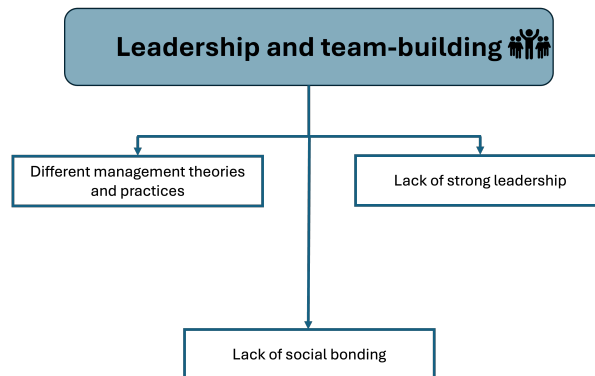 Leadership and team-building
Different management theories
and practices
Lack of strong leadership
Lack of social bonding